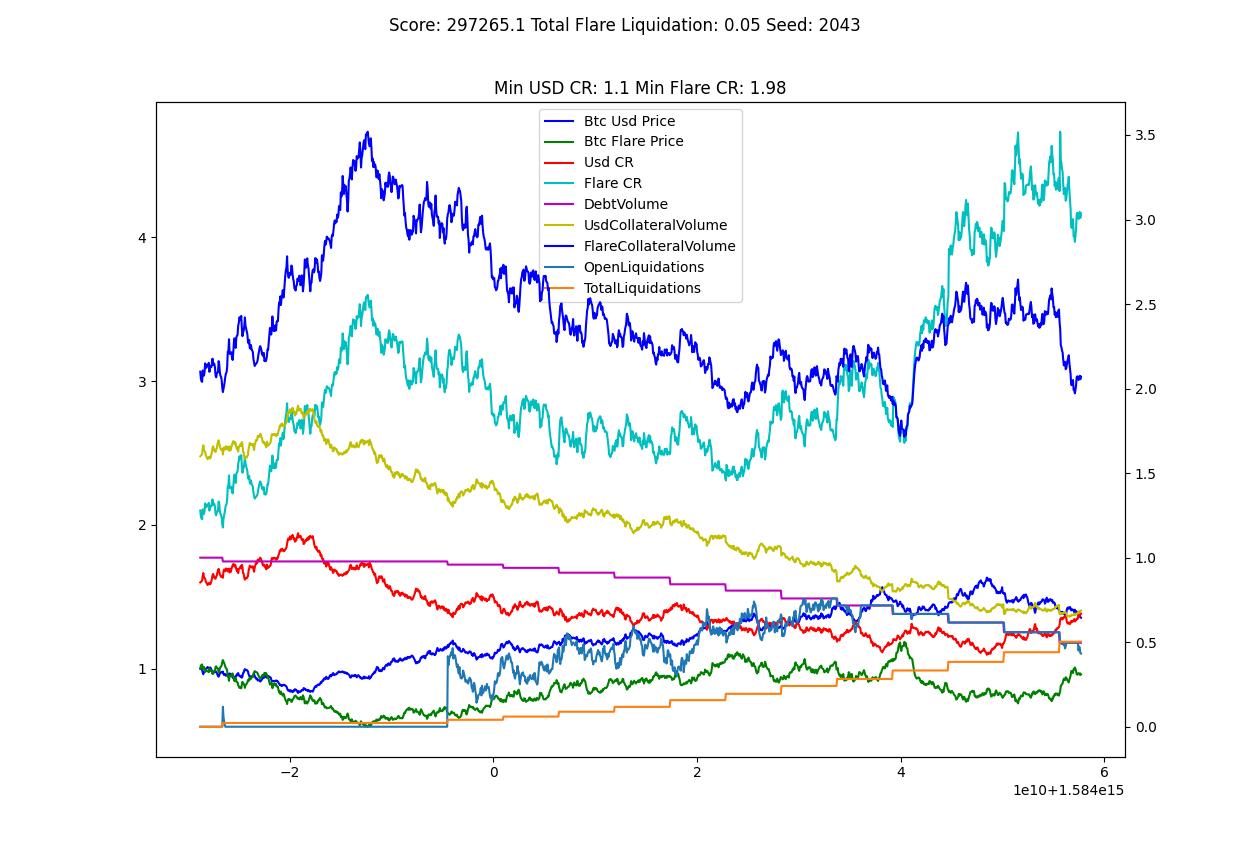 Score: 297265.1 Total Flare Liquidation: 0.05 Seed: 2043
Min USD CR: 1.1 Min Flare CR: 1.98
Btc Usd Price
Btc Flare Price
Usd CR
Flare CR
DebtVolume
UsdCollateralVolume
FlareCollateralVolume
OpenLiquidations
TotalLiquidations
4
3
2
1
3.5
3.0
2.5
2.0
1.5
1.0
0.5
0.0
−2 0 2 4 6
1e10+1.584e15